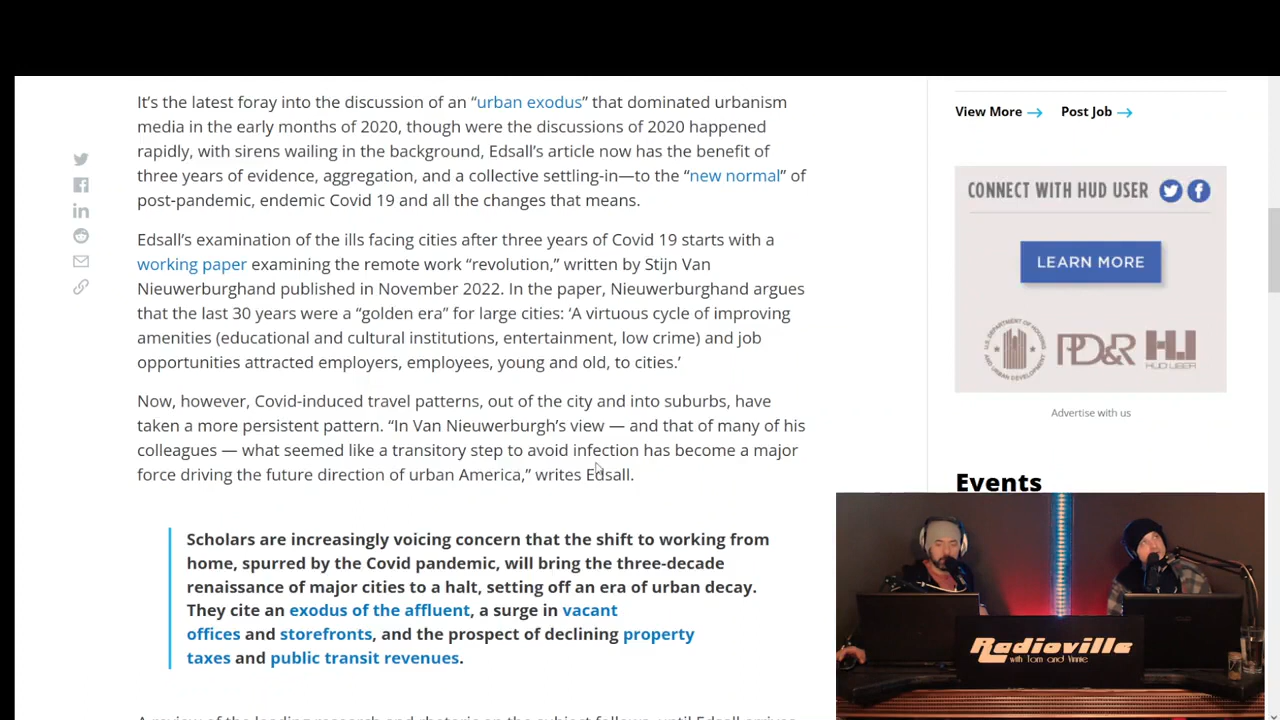 It's the latest foray into the discussion of an “urban exodus” that dominated urbanism
media in the early months of 2020, though were the discussions of 2020 happened
rapidly, with sirens wailing in the background, Edsall's article now has the benefit of
three years of evidence, aggregation, and a collective settling-in—to the “new normal” of
post-pandemic, endemic Covid 19 and all the changes that means.
Edsall's examination of the ills facing cities after three years of Covid 19 starts with a
working paper examining the remote work “revolution,” written by Stijn Van
Nieuwerburghand published in November 2022. In the paper, Nieuwerburghand argues
that the last 30 years were a “golden era” for large cities: ‘A virtuous cycle of improving
amenities (educational and cultural institutions, entertainment, low crime) and job
opportunities attracted employers, employees, young and old, to cities.’
Now, however, Covid-induced travel patterns, out of the city and into suburbs, have
taken a more persistent pattern. “In Van Nieuwerburgh's view — and that of many of his
colleagues — what seemed like a transitory step to avoid infection has become a major
force driving the future direction of urban America,” writes Edsall.
Scholars are increasingly voicing concern that the shift to working from
home, spurred by the Covid pandemic, will bring the three-decade
renaissance of major cities to a halt, setting off an era of urban decay.
They cite an exodus of the affluent, a surge in vacant
offices and storefronts, and the prospect of declining property
taxes and public transit revenues.
View More → Post Job →
CONNECT WITH HUD USER
LEARN MORE
U.S. DEPARTMENT OF HOUSING AND URBAN DEVELOPMENT
PD&R
HUD USER
Advertise with us
Events
Radioville
with Tom and Vinnie